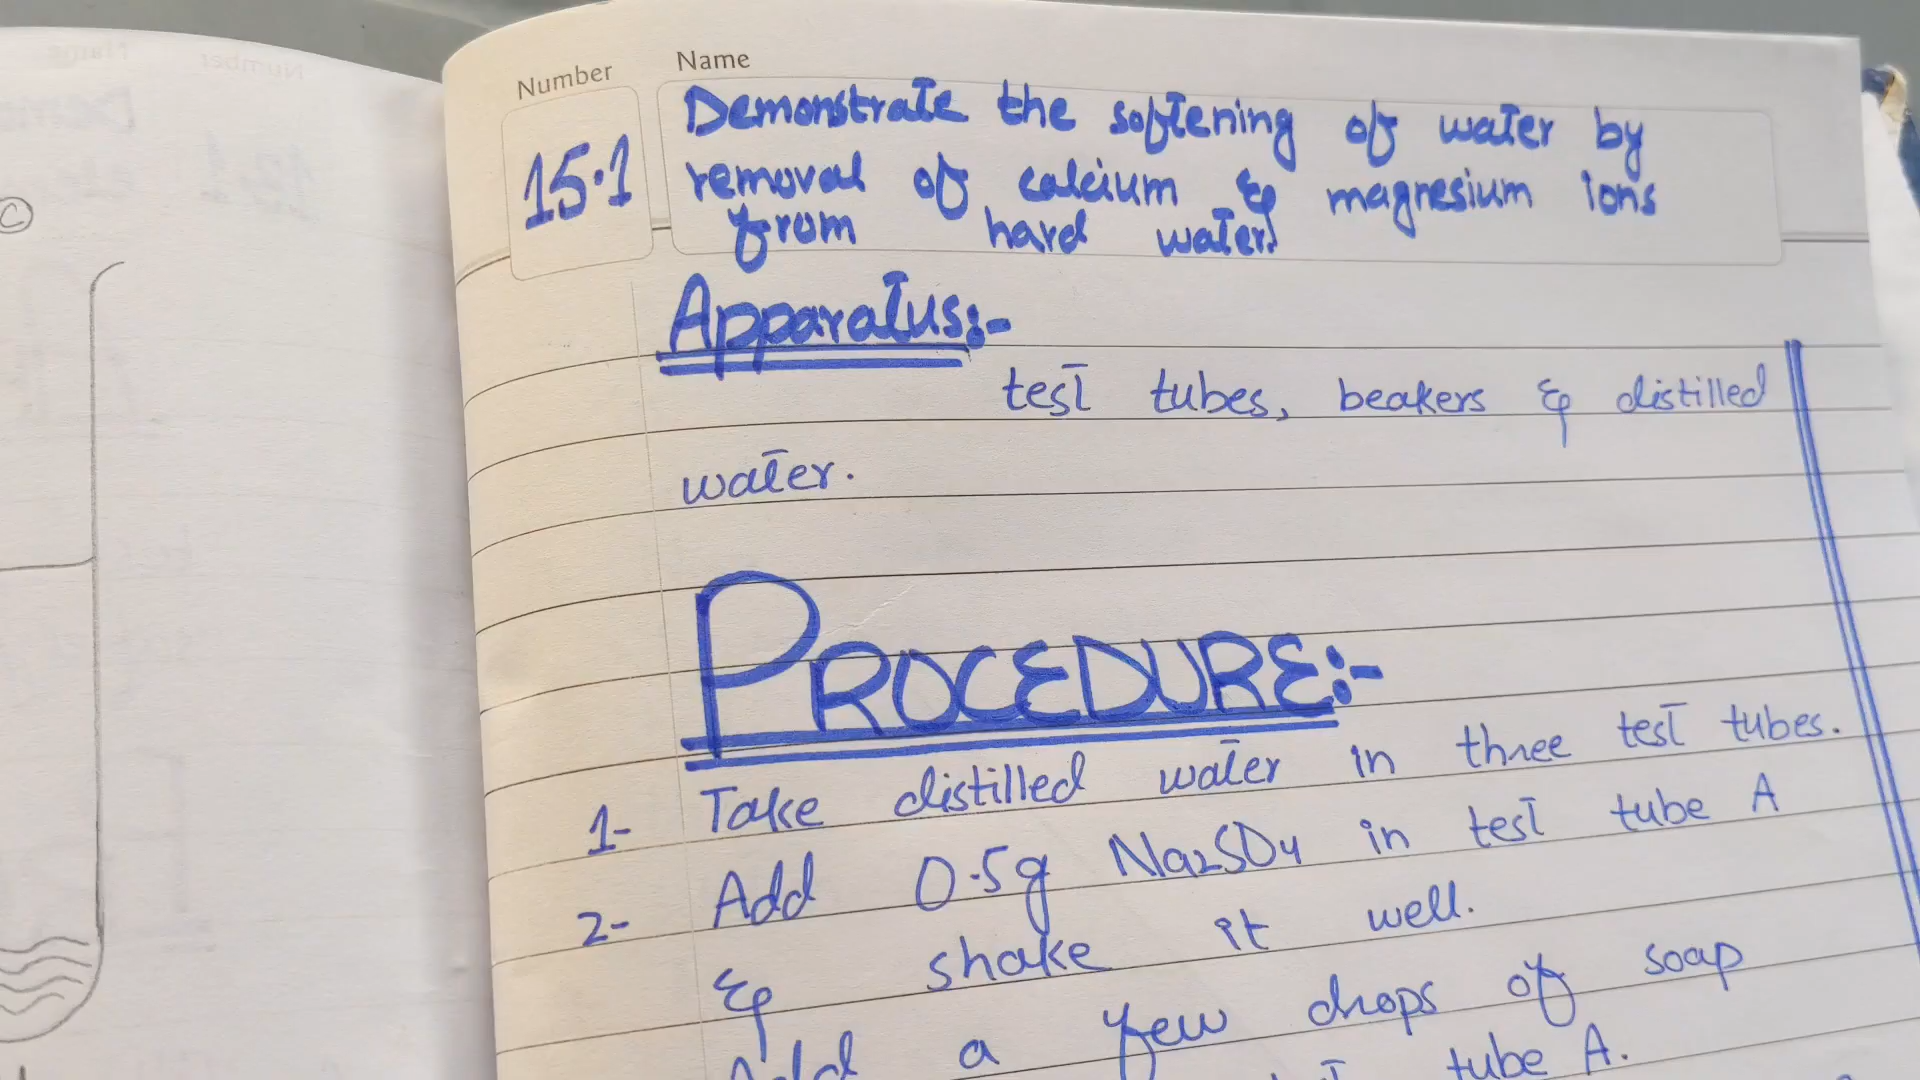 Number
Name
15.1
Demonstrate the softening of water by
removal of calcium & magnesium ions
from hard water.
Apparatus:-
test tubes, beakers & distilled
water.
PROCEDURE:-
1- Take distilled water in three test tubes.
2- Add 0.5g Na2SO4 in test tube A
& shake it well.
Add a few drops of soap
tube A.
C